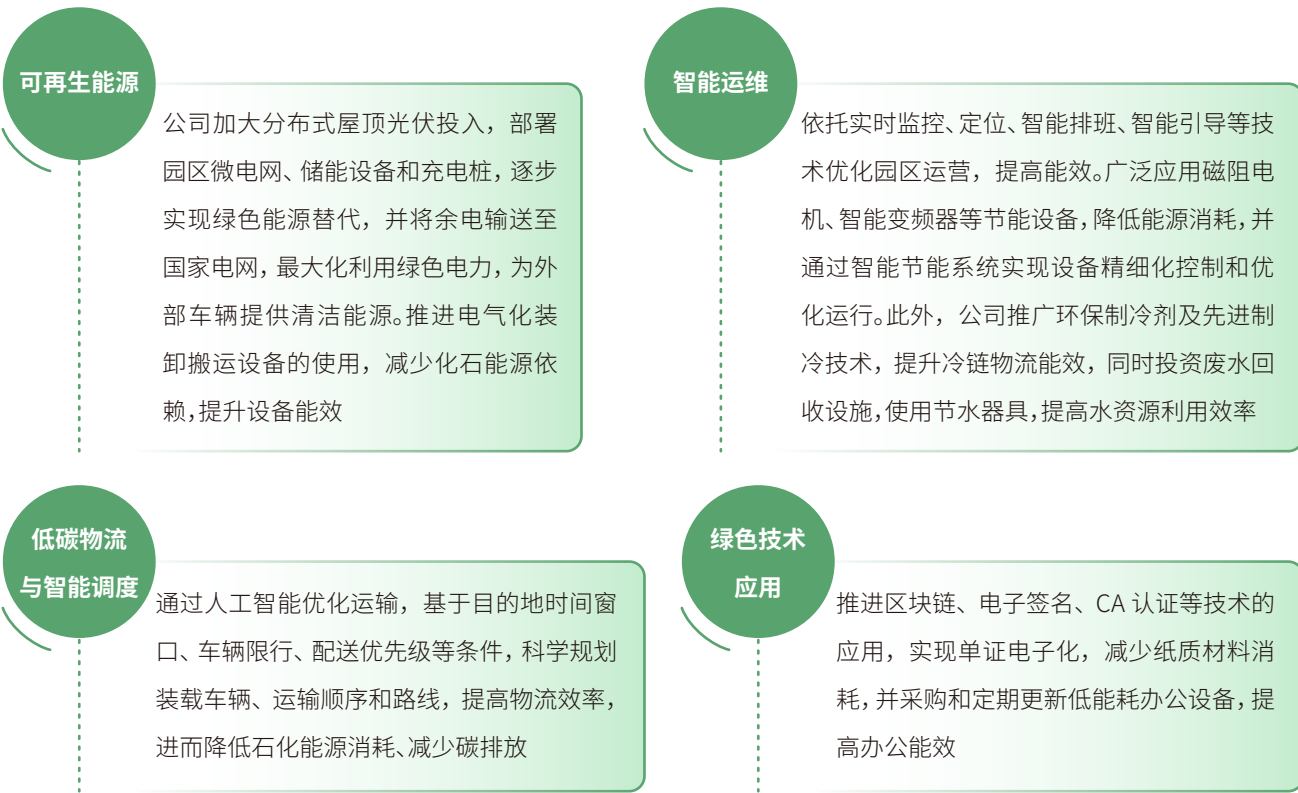 可再生能源
公司加大分布式屋顶光伏投入，部署
园区微电网、储能设备和充电桩，逐步
实现绿色能源替代，并将余电输送至
国家电网，最大化利用绿色电力，为外
部车辆提供清洁能源。推进电气化装
卸搬运设备的使用，减少化石能源依
赖，提升设备能效
智能运维
依托实时监控、定位、智能排班、智能引导等技
术优化园区运营，提高能效。广泛应用磁阻电
机、智能变频器等节能设备，降低能源消耗，并
通过智能节能系统实现设备精细化控制和优
化运行。此外，公司推广环保制冷剂及先进制
冷技术，提升冷链物流能效，同时投资废水回
收设施，使用节水器具，提高水资源利用效率
低碳物流
与智能调度
通过人工智能优化运输，基于目的地时间窗
口、车辆限行、配送优先级等条件，科学规划
装载车辆、运输顺序和路线，提高物流效率，
进而降低石化能源消耗、减少碳排放
绿色技术
应用
推进区块链、电子签名、CA 认证等技术的
应用，实现单证电子化，减少纸质材料消
耗，并采购和定期更新低能耗办公设备，提
高办公能效